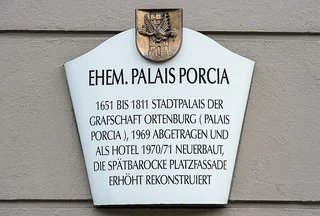 EHEM. PALAIS PORCIA
1651 BIS 1811 STADTPALAIS DER
GRAFSCHAFT ORTENBURG ( PALAIS
PORCIA ), 1969 ABGETRAGEN UND
ALS HOTEL 1970/71 NEUERBAUT,
DIE SPÄTBAROCKE PLATZFASSADE
ERHÖHT REKONSTRUIERT